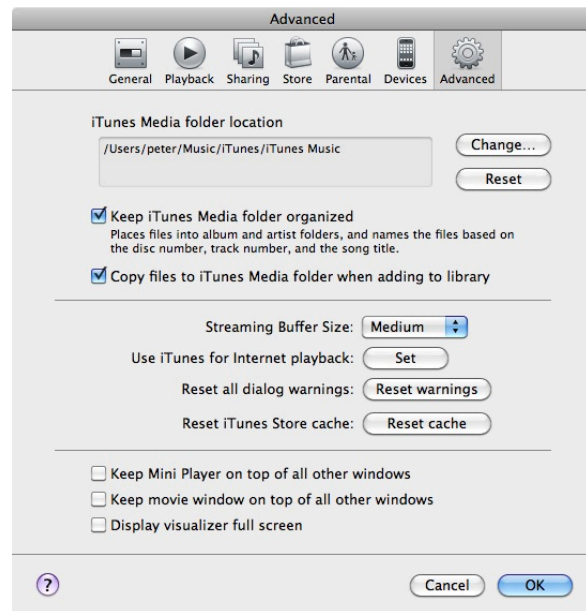 Advanced
General Playback Sharing Store Parental Devices Advanced
iTunes Media folder location
/Users/peter/Music/iTunes/iTunes Music
Change...
Reset
Keep iTunes Media folder organized
Places files into album and artist folders, and names the files based on
the disc number, track number, and the song title.
Copy files to iTunes Media folder when adding to library
Streaming Buffer Size: Medium
Use iTunes for Internet playback: Set
Reset all dialog warnings: Reset warnings
Reset iTunes Store cache: Reset cache
Keep Mini Player on top of all other windows
Keep movie window on top of all other windows
Display visualizer full screen
? Cancel OK